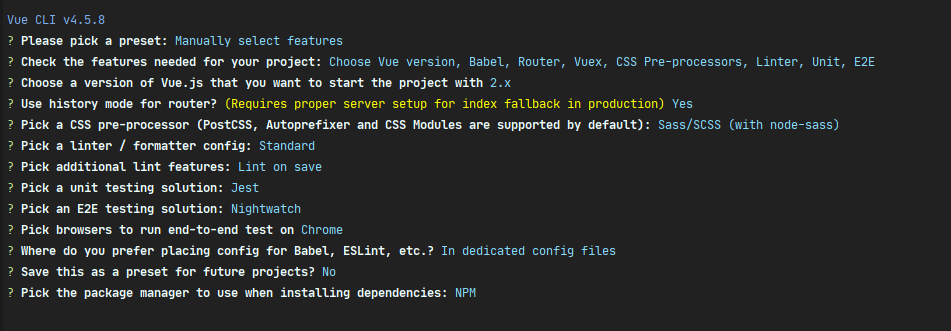 Vue CLI v4.5.8
? Please pick a preset: Manually select features
? Check the features needed for your project: Choose Vue version, Babel, Router, Vuex, CSS Pre-processors, Linter, Unit, E2E
? Choose a version of Vue.js that you want to start the project with 2.x
? Use history mode for router? (Requires proper server setup for index fallback in production) Yes
? Pick a CSS pre-processor (PostCSS, Autoprefixer and CSS Modules are supported by default): Sass/SCSS (with node-sass)
? Pick a linter / formatter config: Standard
? Pick additional lint features: Lint on save
? Pick a unit testing solution: Jest
? Pick an E2E testing solution: Nightwatch
? Pick browsers to run end-to-end test on Chrome
? Where do you prefer placing config for Babel, ESLint, etc.? In dedicated config files
? Save this as a preset for future projects? No
? Pick the package manager to use when installing dependencies: NPM